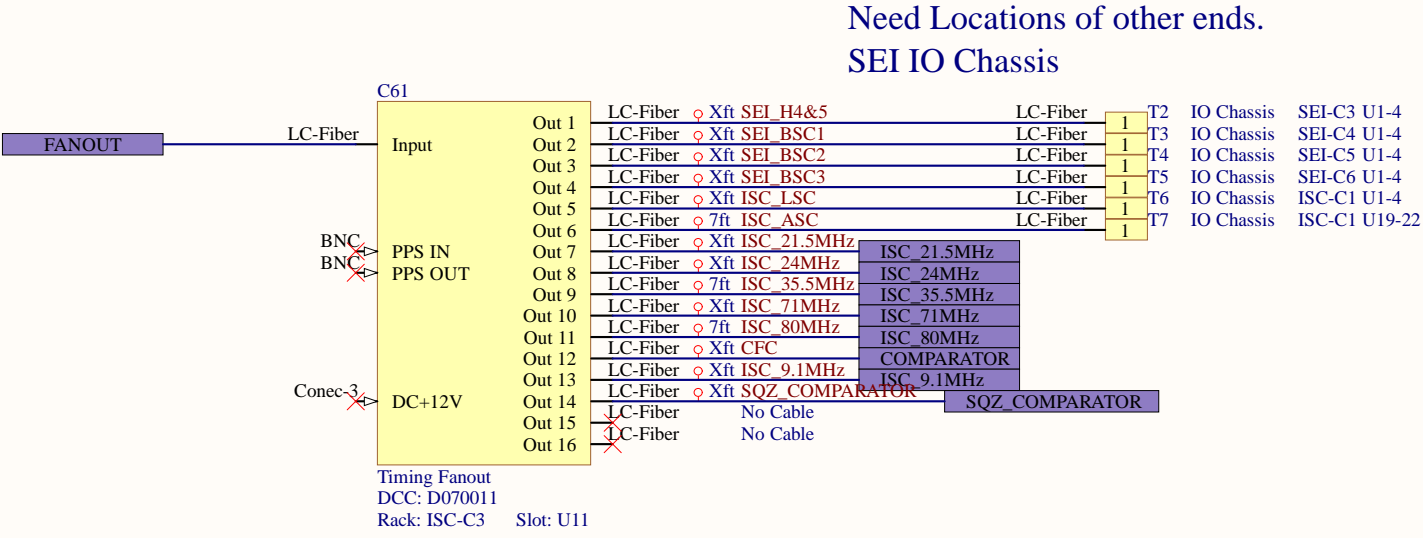 Need Locations of other ends.
SEI IO Chassis
C61
FANOUT LC-Fiber Input
Out 1 LC-Fiber Xft SEI_H4&5 LC-Fiber 1 T2 IO Chassis SEI-C3 U1-4
Out 2 LC-Fiber Xft SEI_BSC1 LC-Fiber 1 T3 IO Chassis SEI-C4 U1-4
Out 3 LC-Fiber Xft SEI_BSC2 LC-Fiber 1 T4 IO Chassis SEI-C5 U1-4
Out 4 LC-Fiber Xft SEI_BSC3 LC-Fiber 1 T5 IO Chassis SEI-C6 U1-4
Out 5 LC-Fiber Xft ISC_LSC LC-Fiber 1 T6 IO Chassis ISC-C1 U1-4
Out 6 LC-Fiber 7ft ISC_ASC LC-Fiber 1 T7 IO Chassis ISC-C1 U19-22
BNC PPS IN Out 7 LC-Fiber Xft ISC_21.5MHz ISC_21.5MHz
BNC PPS OUT Out 8 LC-Fiber Xft ISC_24MHz ISC_24MHz
Out 9 LC-Fiber 7ft ISC_35.5MHz ISC_35.5MHz
Out 10 LC-Fiber Xft ISC_71MHz ISC_71MHz
Out 11 LC-Fiber 7ft ISC_80MHz ISC_80MHz
Out 12 LC-Fiber Xft CFC COMPARATOR
Out 13 LC-Fiber Xft ISC_9.1MHz ISC_9.1MHz
Conec-3 DC+12V Out 14 LC-Fiber Xft SQZ_COMPARATOR SQZ_COMPARATOR
Out 15 LC-Fiber No Cable
Out 16 LC-Fiber No Cable
Timing Fanout
DCC: D070011
Rack: ISC-C3 Slot: U11